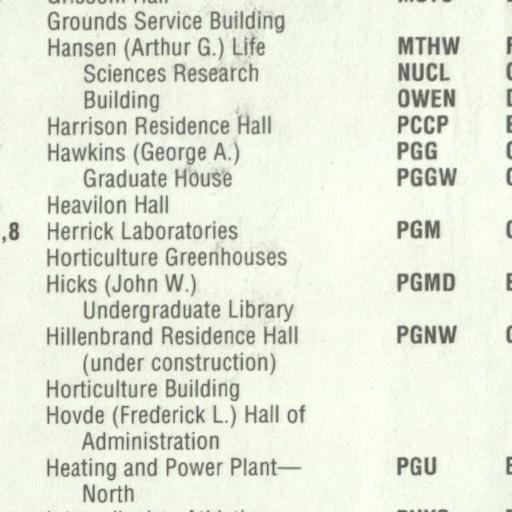 Grounds Service Building
Hansen (Arthur G.) Life MTHW
Sciences Research NUCL
Building OWEN
Harrison Residence Hall PCCP
Hawkins (George A.) PGG
Graduate House PGGW
Heavilon Hall
,8 Herrick Laboratories PGM
Horticulture Greenhouses
Hicks (John W.) PGMD
Undergraduate Library
Hillenbrand Residence Hall PGNW
(under construction)
Horticulture Building
Hovde (Frederick L.) Hall of
Administration
Heating and Power Plant— PGU
North